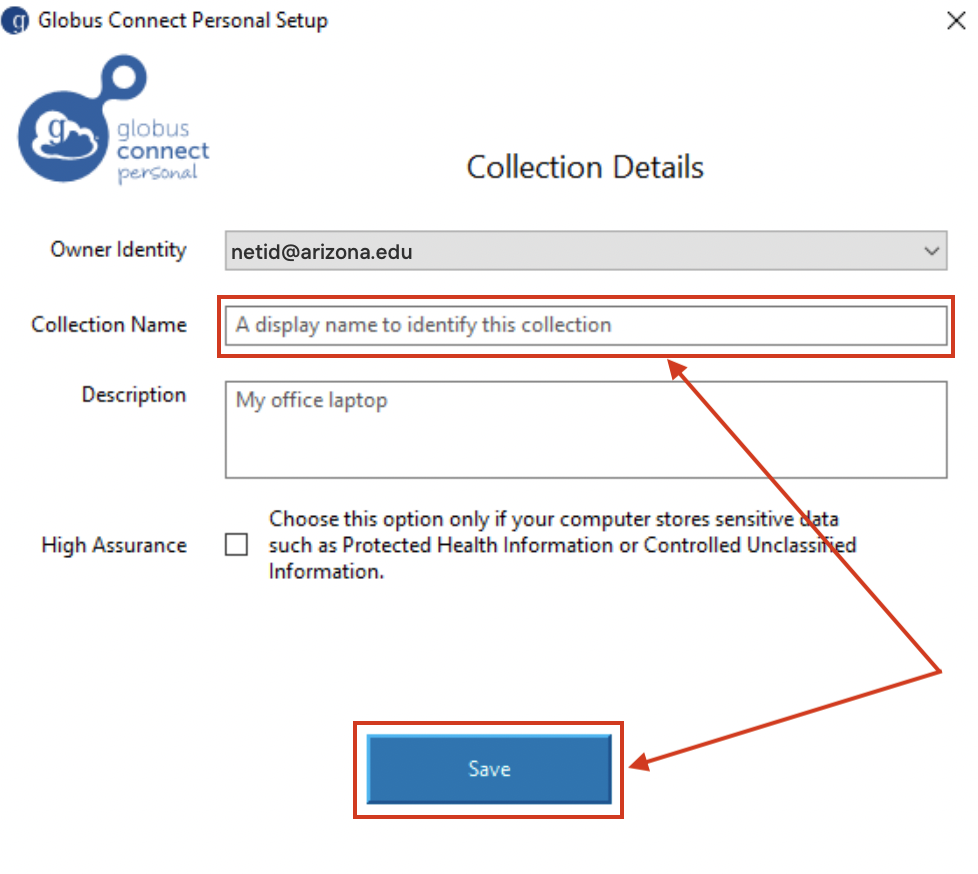 g Globus Connect Personal Setup
g
globus
connect
personal
Collection Details
Owner Identity netid@arizona.edu
Collection Name A display name to identify this collection
Description My office laptop
Choose this option only if your computer stores sensitive data
High Assurance such as Protected Health Information or Controlled Unclassified
Information.
Save